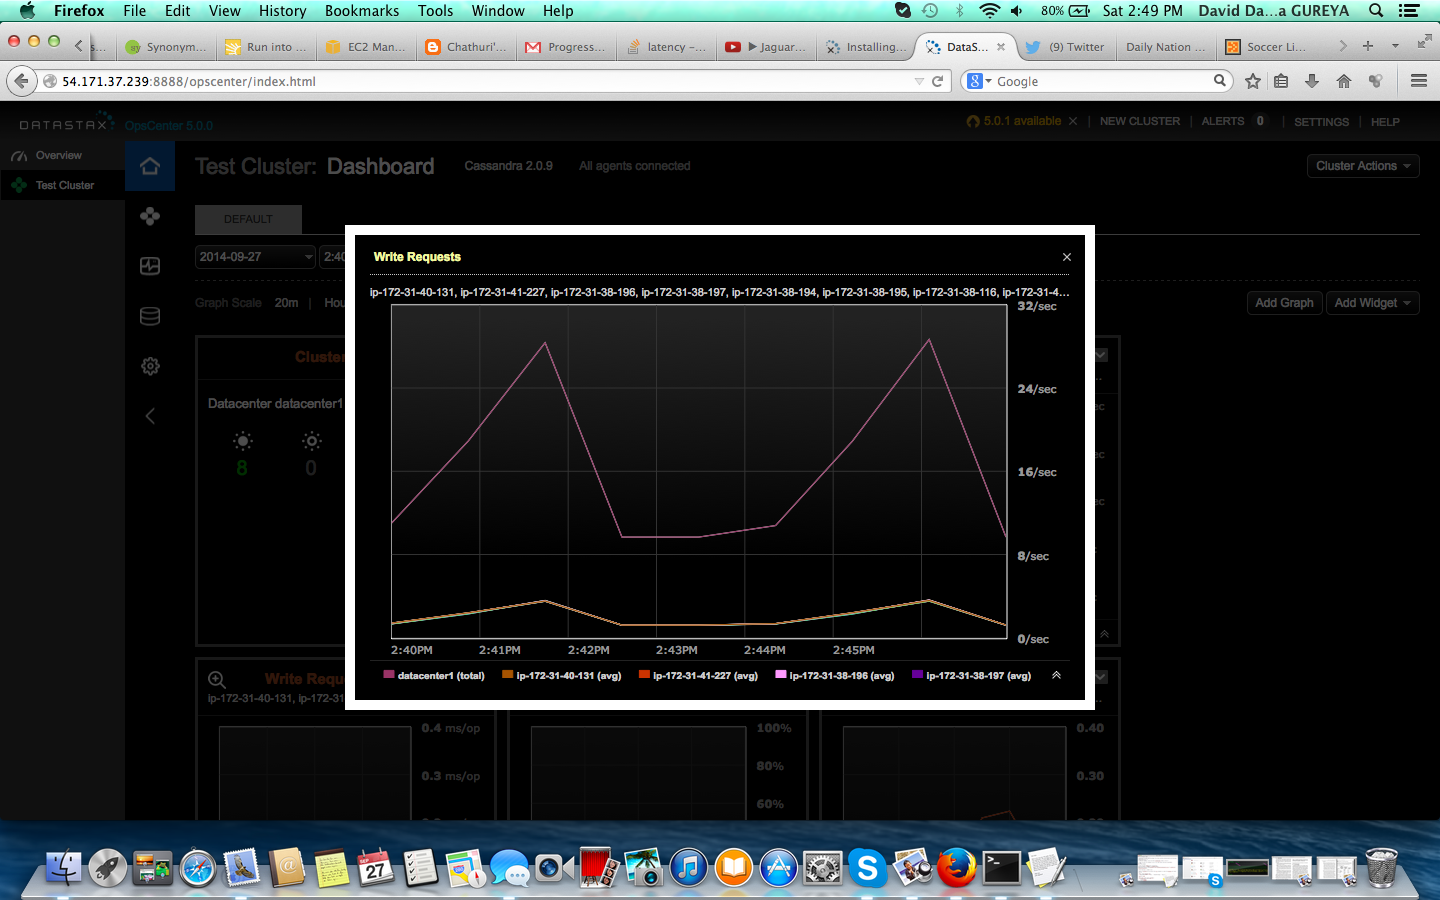 Firefox File Edit View History Bookmarks Tools Window Help 80% Sat 2:49 PM David Da...a GUREYA
s... Synonym... Run into ... EC2 Man... Chathuri'... Progress... latency -... Jaguar... Installing... DataS... (9) Twitter Daily Nation ... Soccer Li...
54.171.37.239:8888/opscenter/index.html Google
DATASTAX OpsCenter 5.0.0 5.0.1 available × | NEW CLUSTER | ALERTS 0 | SETTINGS | HELP
Overview
Test Cluster
Test Cluster: Dashboard Cassandra 2.0.9 All agents connected Cluster Actions
DEFAULT
2014-09-27 2:40
Graph Scale 20m | Hou
Add Graph Add Widget
Cluster
Datacenter datacenter1
8 0
Write Requests ×
ip-172-31-40-131, ip-172-31-41-227, ip-172-31-38-196, ip-172-31-38-197, ip-172-31-38-194, ip-172-31-38-195, ip-172-31-38-116, ip-172-31-4...
32/sec
24/sec
16/sec
8/sec
0/sec
2:40PM 2:41PM 2:42PM 2:43PM 2:44PM 2:45PM
datacenter1 (total) ip-172-31-40-131 (avg) ip-172-31-41-227 (avg) ip-172-31-38-196 (avg) ip-172-31-38-197 (avg)
Write Requ
ip-172-31-40-131, ip-172-31
0.4 ms/op 100% 0.40
0.3 ms/op 80% 0.30
60%
SEP
27